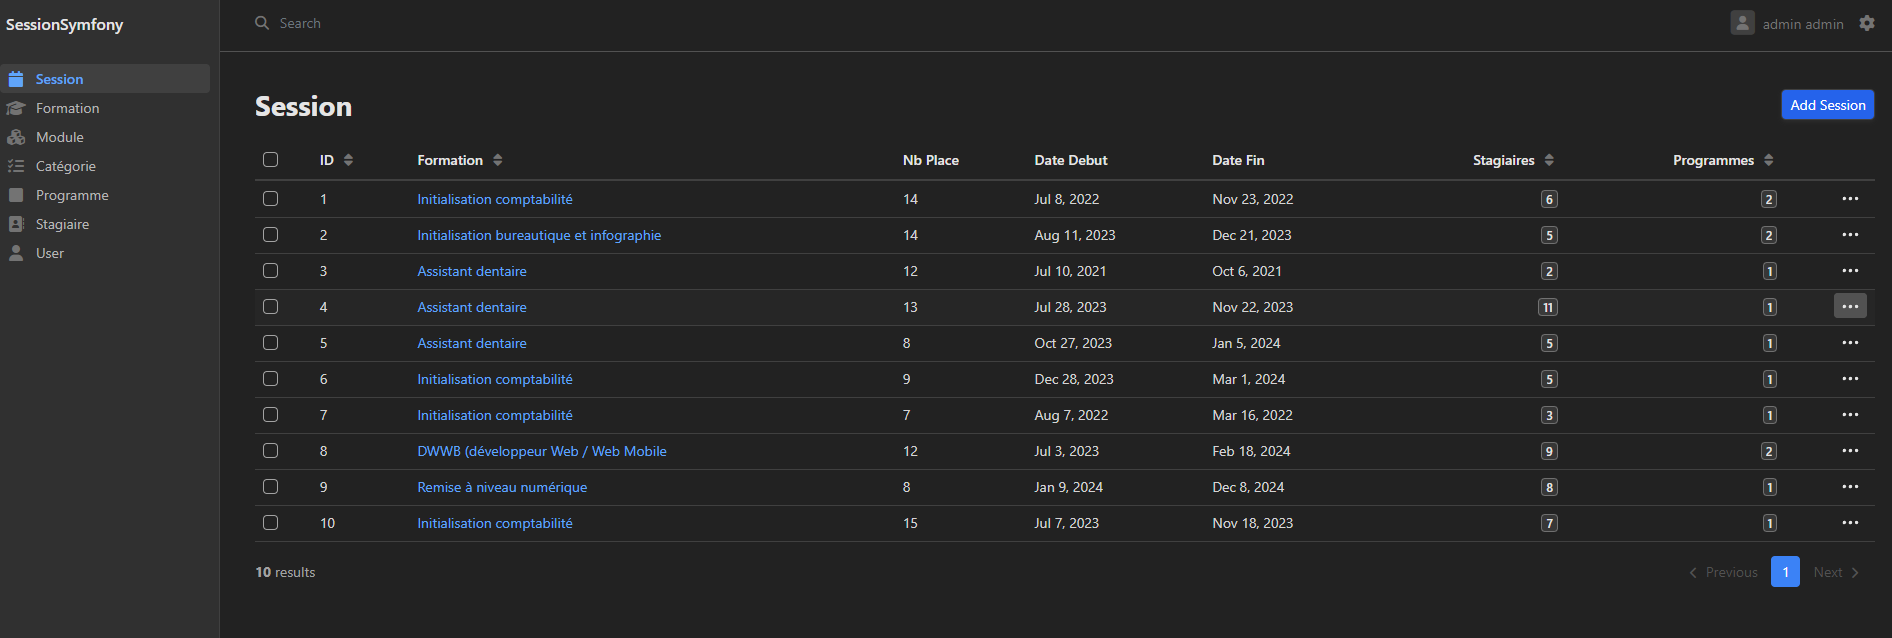 SessionSymfony
Search
admin admin
Session
Formation
Module
Catégorie
Programme
Stagiaire
User
Session
Add Session
ID Formation Nb Place Date Debut Date Fin Stagiaires Programmes
1 Initialisation comptabilité 14 Jul 8, 2022 Nov 23, 2022 6 2 ...
2 Initialisation bureautique et infographie 14 Aug 11, 2023 Dec 21, 2023 5 2 ...
3 Assistant dentaire 12 Jul 10, 2021 Oct 6, 2021 2 1 ...
4 Assistant dentaire 13 Jul 28, 2023 Nov 22, 2023 11 1 ...
5 Assistant dentaire 8 Oct 27, 2023 Jan 5, 2024 5 1 ...
6 Initialisation comptabilité 9 Dec 28, 2023 Mar 1, 2024 5 1 ...
7 Initialisation comptabilité 7 Aug 7, 2022 Mar 16, 2022 3 1 ...
8 DWWB (développeur Web / Web Mobile 12 Jul 3, 2023 Feb 18, 2024 9 2 ...
9 Remise à niveau numérique 8 Jan 9, 2024 Dec 8, 2024 8 1 ...
10 Initialisation comptabilité 15 Jul 7, 2023 Nov 18, 2023 7 1 ...
10 results
Previous 1 Next